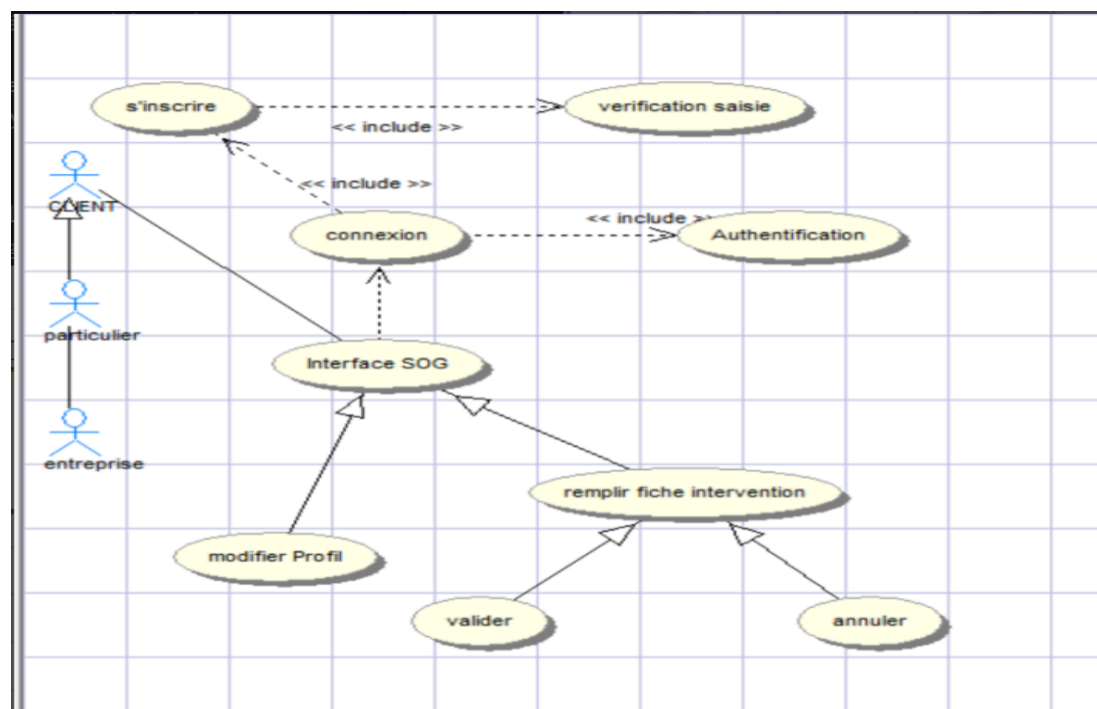 s'inscrire
verification saisie
<< include >>
<< include >>
CLIENT
<< include >>
connexion
Authentification
particulier
Interface SOG
entreprise
remplir fiche intervention
modifier Profil
valider
annuler